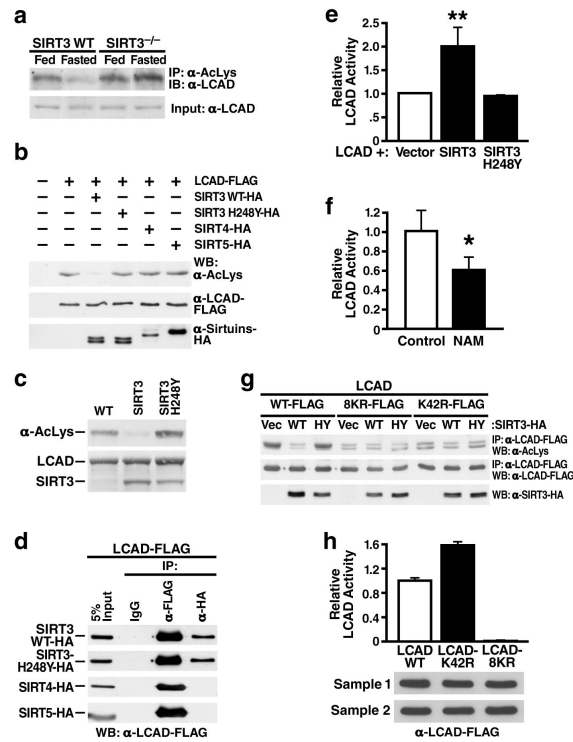 a
SIRT3 WT SIRT3–/–
Fed Fasted Fed Fasted
IP: α-AcLys
IB: α-LCAD
Input: α-LCAD
b
– + + + + + LCAD-FLAG
– – + – – – SIRT3 WT-HA
– – – + – – SIRT3 H248Y-HA
– – – – + – SIRT4-HA
– – – – – + SIRT5-HA
WB:
α-AcLys
α-LCAD-
FLAG
α-Sirtuins-
HA
c
WT SIRT3 SIRT3 H248Y
α-AcLys
LCAD
SIRT3
d
LCAD-FLAG
IP:
5% Input IgG α-FLAG α-HA
SIRT3
WT-HA
SIRT3-
H248Y-HA
SIRT4-HA
SIRT5-HA
WB: α-LCAD-FLAG
e
Relative
LCAD Activity
2.5
2.0
1.5
1.0
.5
0
**
LCAD +: Vector SIRT3 SIRT3
H248Y
f
Relative
LCAD Activity
1.2
1.0
0.8
0.6
0.4
0.2
0
*
Control NAM
g
LCAD
WT-FLAG 8KR-FLAG K42R-FLAG
Vec WT HY Vec WT HY Vec WT HY :SIRT3-HA
IP: α-LCAD-FLAG
WB: α-AcLys
IP: α-LCAD-FLAG
WB: α-LCAD-FLAG
WB: α-SIRT3-HA
h
Relative
LCAD Activity
1.6
1.2
0.8
0.4
0
LCAD LCAD- LCAD-
WT K42R 8KR
Sample 1
Sample 2
α-LCAD-FLAG